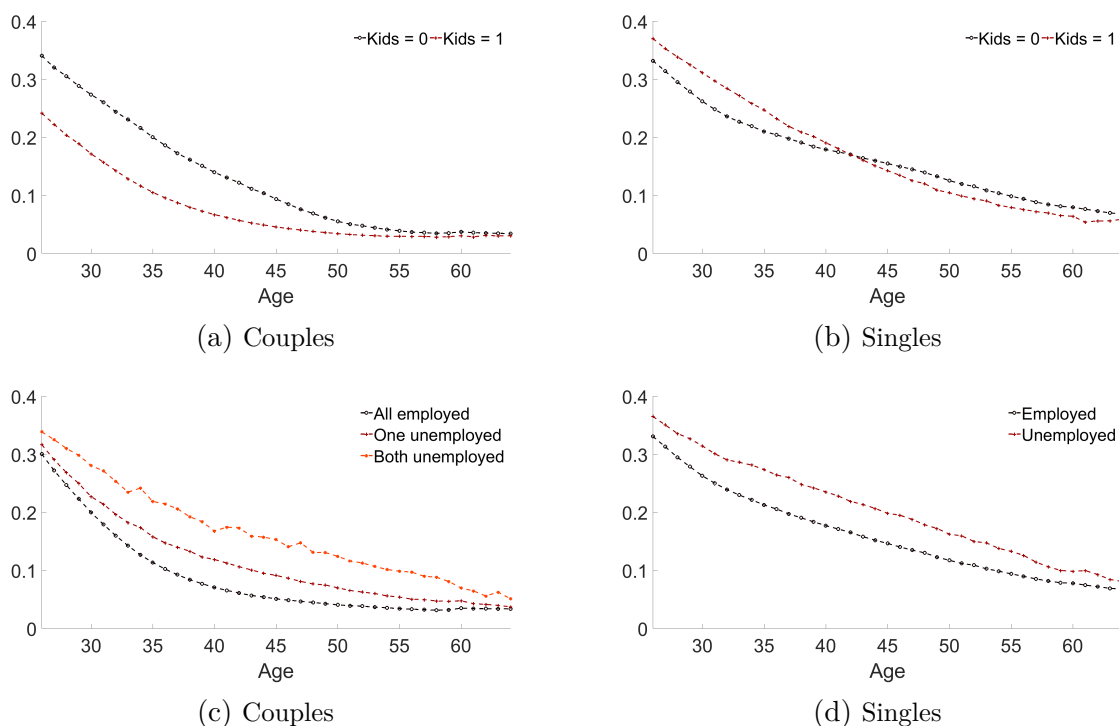 0.4
0.3
0.2
0.1
0
Kids = 0 Kids = 1
30 35 40 45 50 55 60
Age
(a) Couples
0.4
0.3
0.2
0.1
0
Kids = 0 Kids = 1
30 35 40 45 50 55 60
Age
(b) Singles
0.4
0.3
0.2
0.1
0
All employed
One unemployed
Both unemployed
30 35 40 45 50 55 60
Age
(c) Couples
0.4
0.3
0.2
0.1
0
Employed
Unemployed
30 35 40 45 50 55 60
Age
(d) Singles